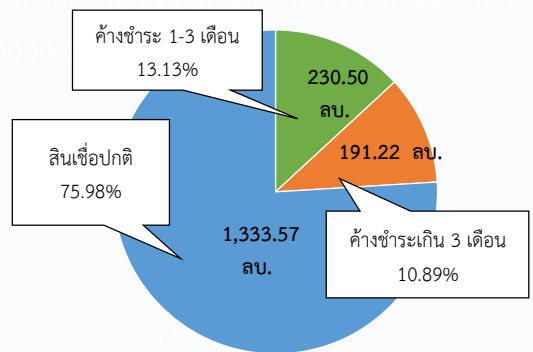 ค้างชำระ 1-3 เดือน
13.13%
230.50
ลบ.
191.22 ลบ.
สินเชื่อปกติ
75.98%
1,333.57
ลบ.
ค้างชำระเกิน 3 เดือน
10.89%